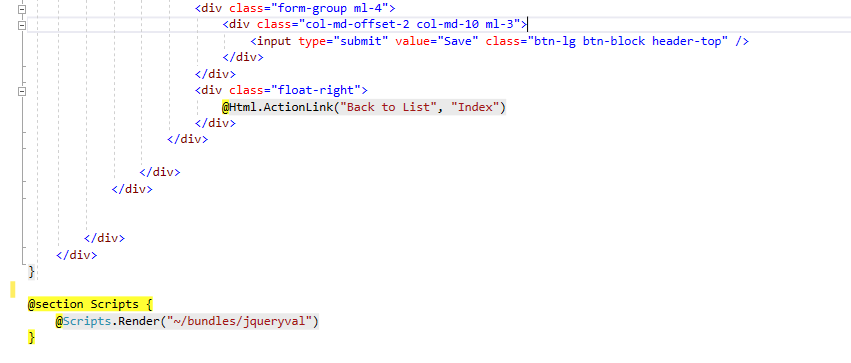 <div class="form-group ml-4">
<div class="col-md-offset-2 col-md-10 ml-3">
<input type="submit" value="Save" class="btn-lg btn-block header-top" />
</div>
</div>
<div class="float-right">
@Html.ActionLink("Back to List", "Index")
</div>
</div>
</div>
</div>
</div>
</div>
}
@section Scripts {
@Scripts.Render("~/bundles/jqueryval")
}